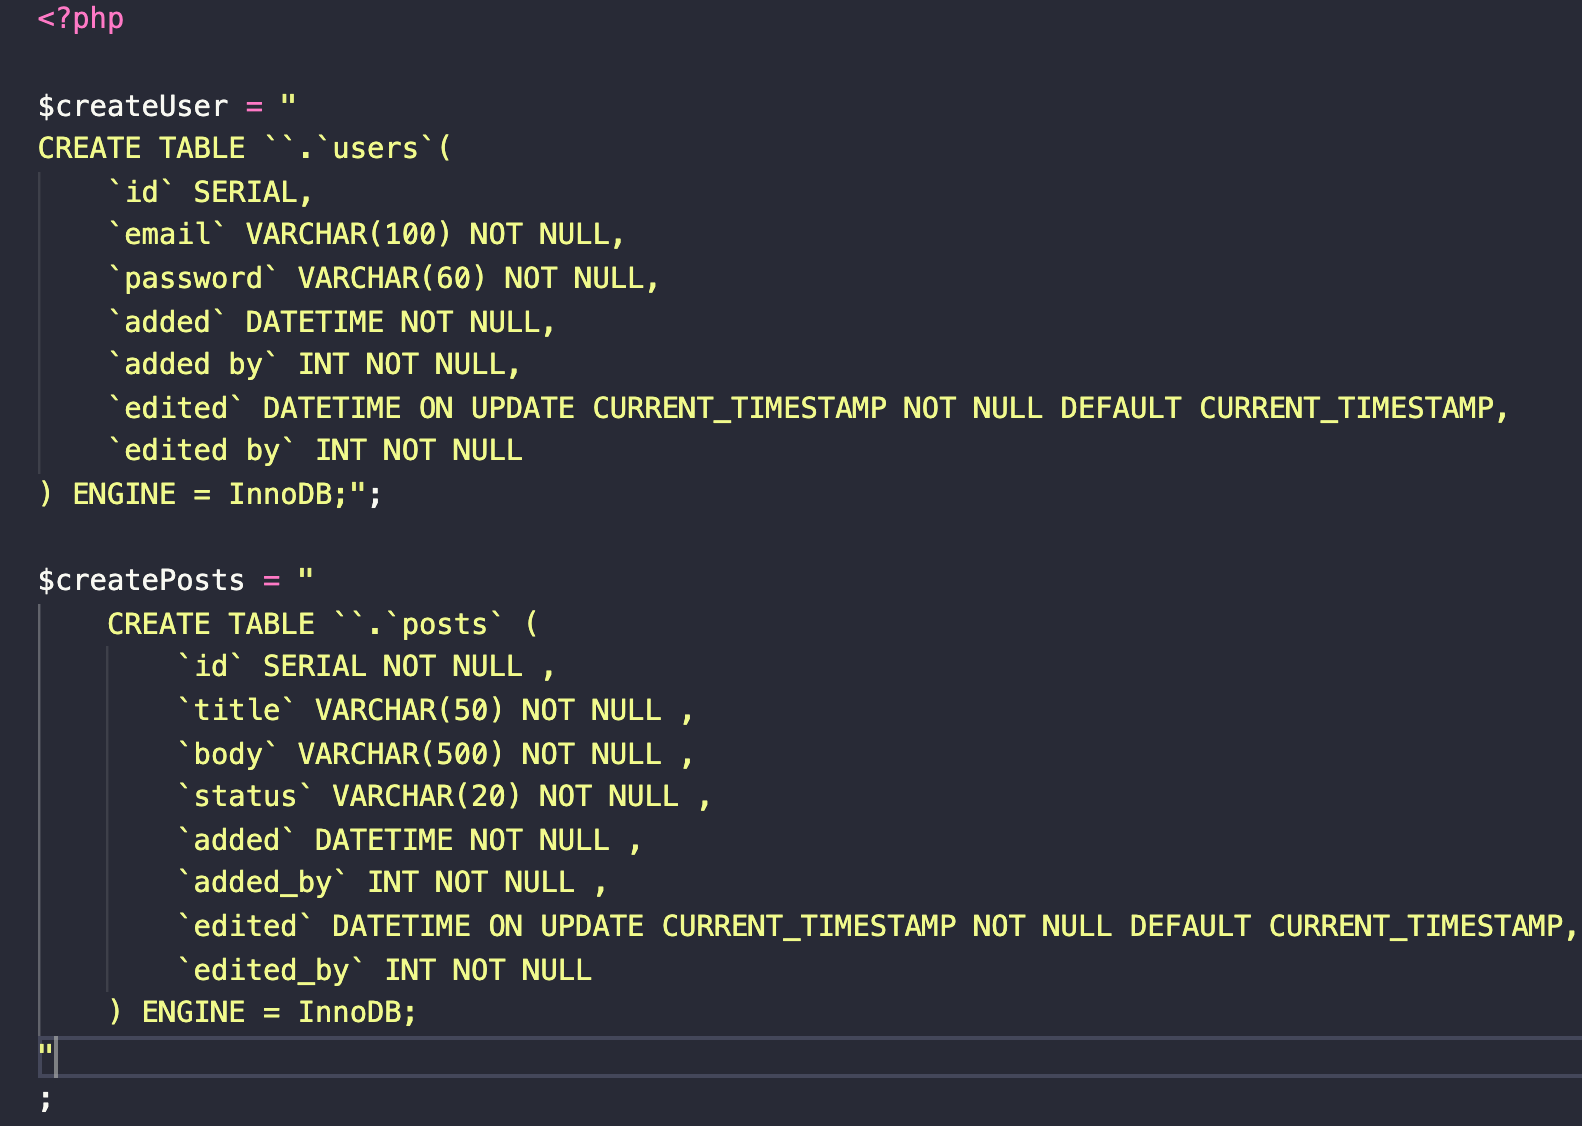 <?php
$createUser = "
CREATE TABLE ``.`users`(
`id` SERIAL,
`email` VARCHAR(100) NOT NULL,
`password` VARCHAR(60) NOT NULL,
`added` DATETIME NOT NULL,
`added by` INT NOT NULL,
`edited` DATETIME ON UPDATE CURRENT_TIMESTAMP NOT NULL DEFAULT CURRENT_TIMESTAMP,
`edited by` INT NOT NULL
) ENGINE = InnoDB;";
$createPosts = "
CREATE TABLE ``.`posts` (
`id` SERIAL NOT NULL ,
`title` VARCHAR(50) NOT NULL ,
`body` VARCHAR(500) NOT NULL ,
`status` VARCHAR(20) NOT NULL ,
`added` DATETIME NOT NULL ,
`added_by` INT NOT NULL ,
`edited` DATETIME ON UPDATE CURRENT_TIMESTAMP NOT NULL DEFAULT CURRENT_TIMESTAMP,
`edited_by` INT NOT NULL
) ENGINE = InnoDB;
"
;